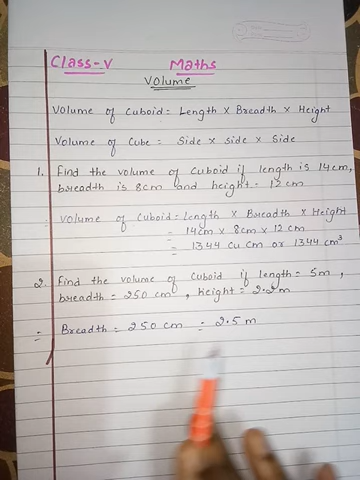 Class-V Maths
Volume
Volume of Cuboid = Length x Breadth x Height
Volume of Cube = Side x side x Side
1. Find the volume of cuboid if length is 14cm,
breadth is 8cm and height = 12cm
Volume of Cuboid = Length x Breadth x Height
= 14cm x 8cm x 12 cm
= 1344 cu cm or 1344 cm³
2. Find the volume of cuboid if length = 5m,
breadth = 250 cm, height = 2.2m
= Breadth = 250 cm = 2.5m